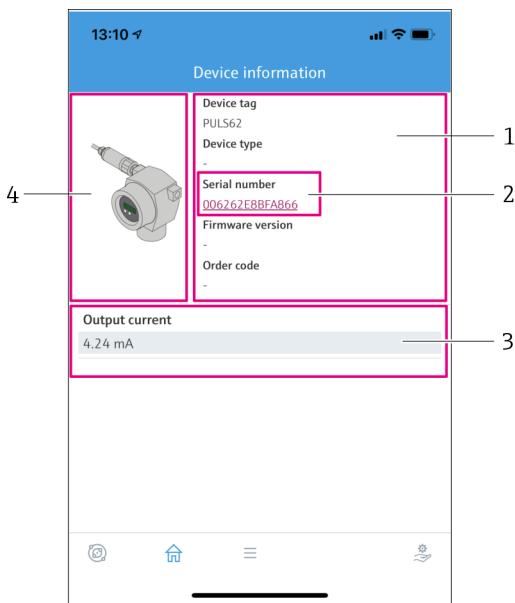 13:10
Device information
Device tag
PULS62
Device type
-
Serial number
006262E8BFA866
Firmware version
-
Order code
-
Output current
4.24 mA
1
2
3
4